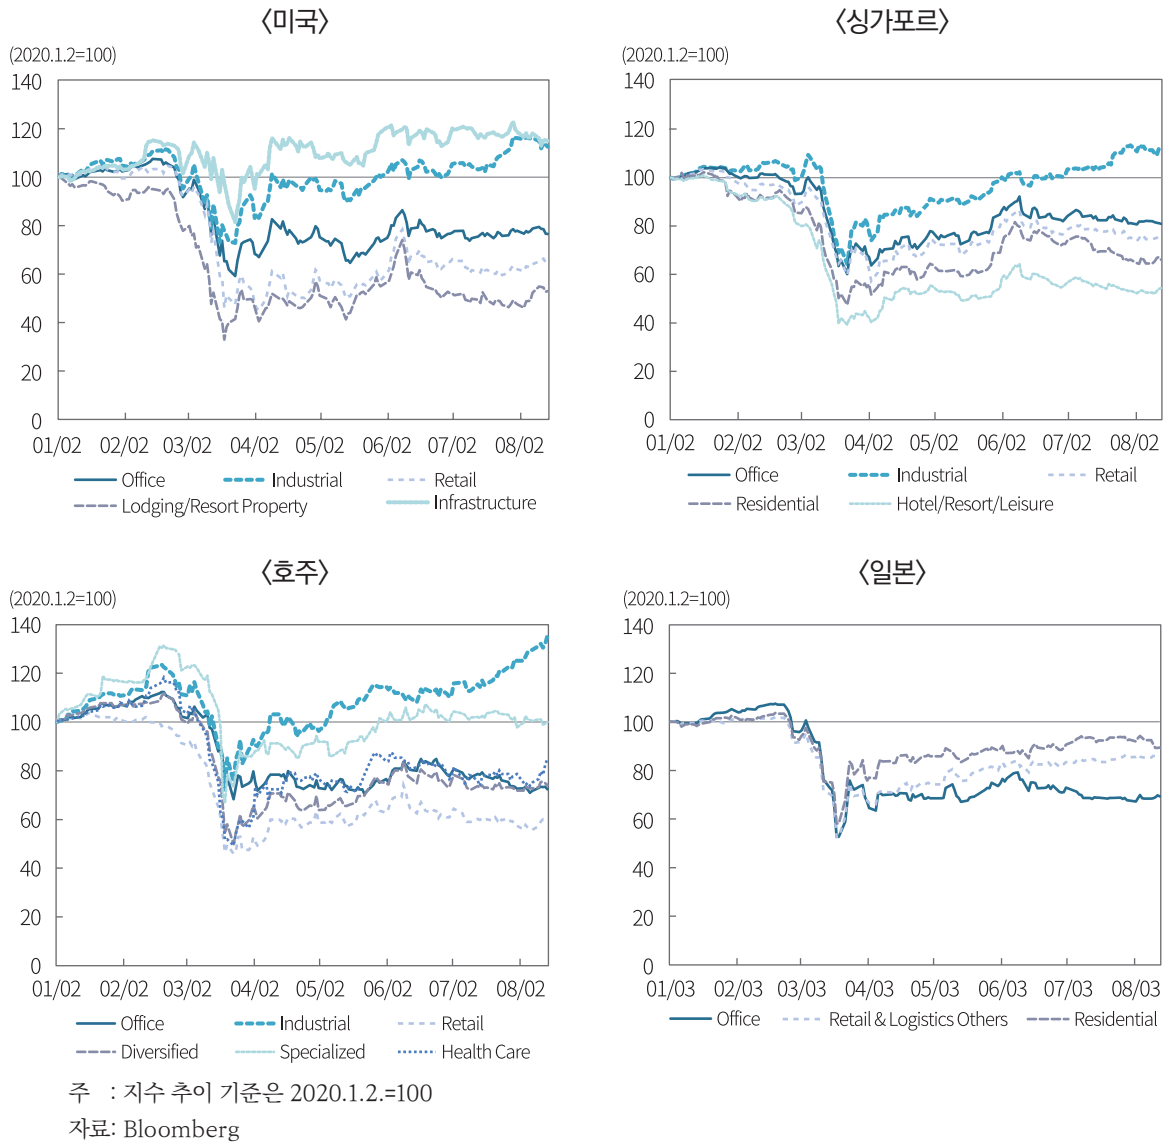 〈미국〉
(2020.1.2=100)
140
120
100
80
60
40
20
0
01/02 02/02 03/02 04/02 05/02 06/02 07/02 08/02
Office Industrial Retail
Lodging/Resort Property Infrastructure
〈싱가포르〉
(2020.1.2=100)
140
120
100
80
60
40
20
0
01/02 02/02 03/02 04/02 05/02 06/02 07/02 08/02
Office Industrial Retail
Residential Hotel/Resort/Leisure
〈호주〉
(2020.1.2=100)
140
120
100
80
60
40
20
0
01/02 02/02 03/02 04/02 05/02 06/02 07/02 08/02
Office Industrial Retail
Diversified Specialized Health Care
〈일본〉
(2020.1.2=100)
140
120
100
80
60
40
20
0
01/03 02/03 03/03 04/03 05/03 06/03 07/03 08/03
Office Retail & Logistics Others Residential
주 : 지수 추이 기준은 2020.1.2.=100
자료: Bloomberg